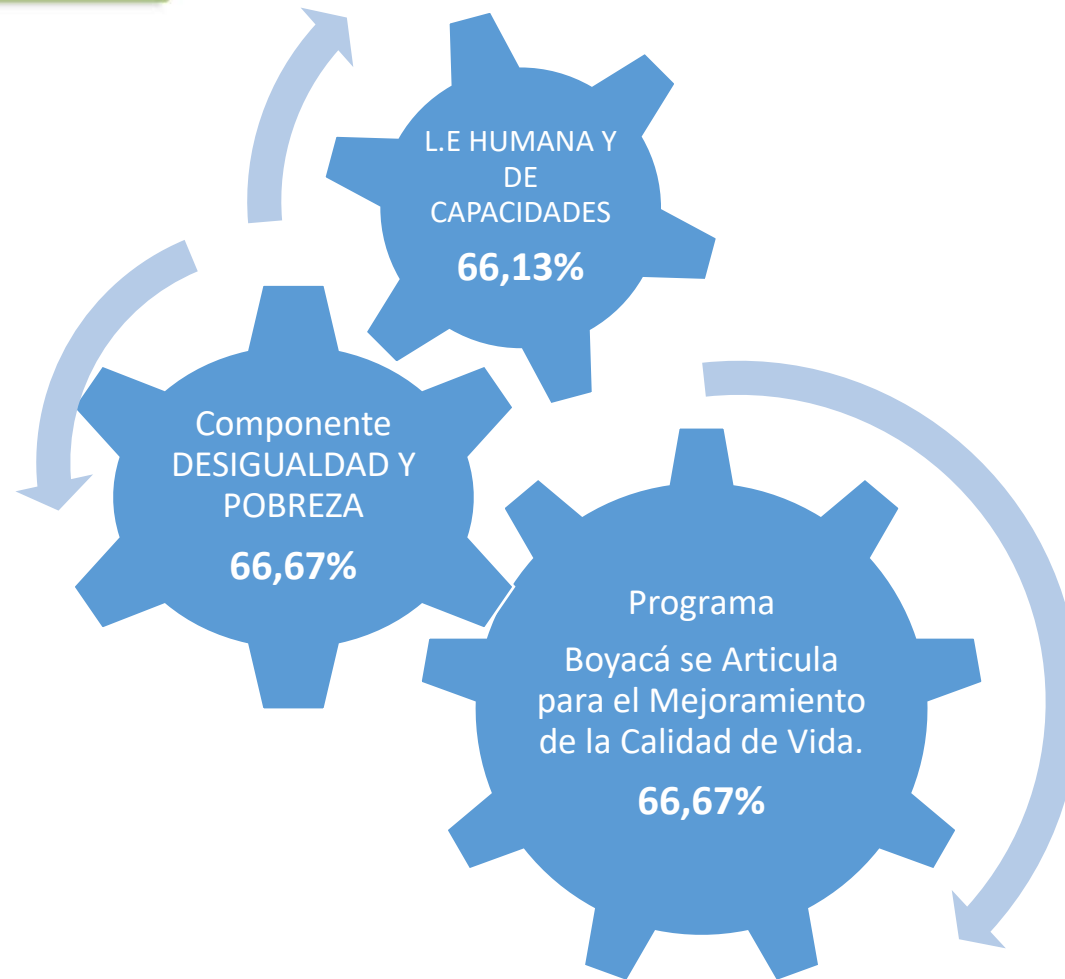 L.E HUMANA Y
DE
CAPACIDADES
66,13%
Componente
DESIGUALDAD Y
POBREZA
66,67%
Programa
Boyacá se Articula
para el Mejoramiento
de la Calidad de Vida.
66,67%